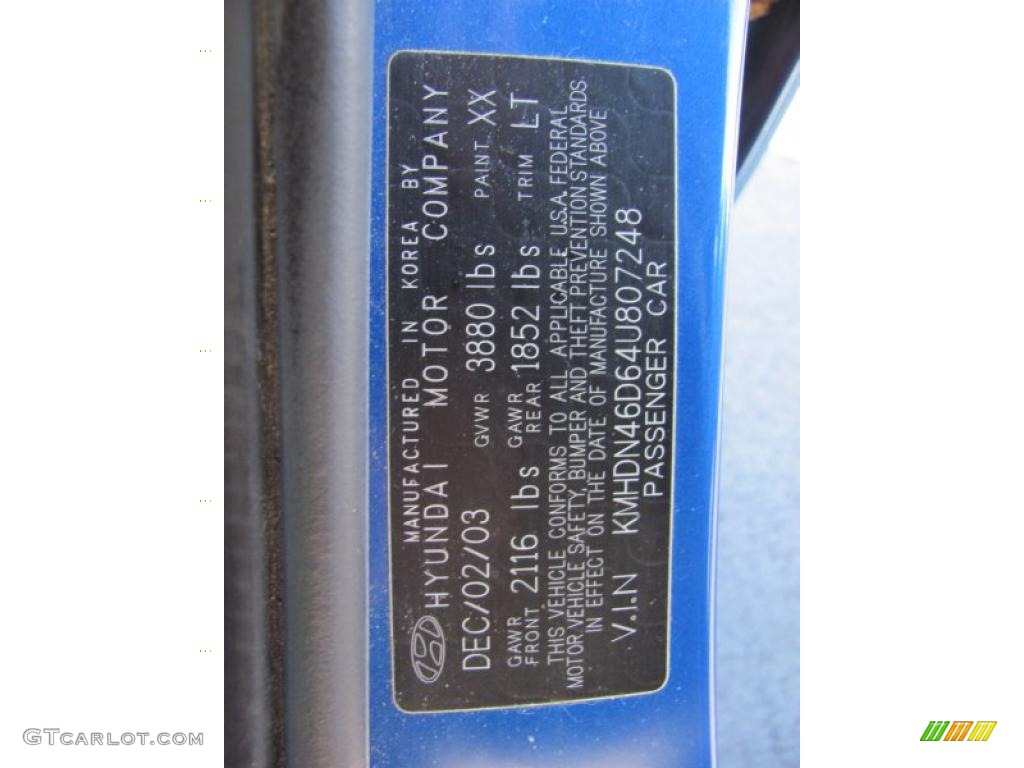 MANUFACTURED IN KOREA BY
HYUNDAI MOTOR COMPANY
DEC/02/03 GVWR 3880 lbs PAINT XX
GAWR FRONT 2116 lbs GAWR REAR 1852 lbs TRIM LT
THIS VEHICLE CONFORMS TO ALL APPLICABLE U.S.A. FEDERAL
MOTOR VEHICLE SAFETY, BUMPER AND THEFT PREVENTION STANDARDS
IN EFFECT ON THE DATE OF MANUFACTURE SHOWN ABOVE
V.I.N KMHDN46D64U807248
PASSENGER CAR
GTCARLOT.COM